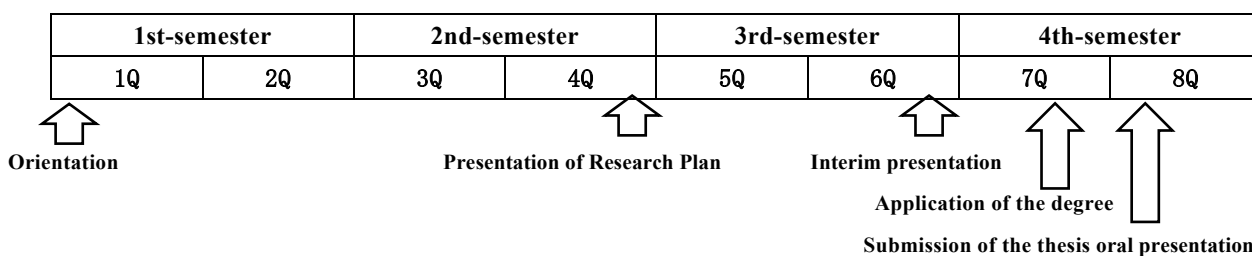 1st-semester 2nd-semester 3rd-semester 4th-semester
1Q 2Q 3Q 4Q 5Q 6Q 7Q 8Q
Orientation Presentation of Research Plan Interim presentation
Application of the degree
Submission of the thesis oral presentation